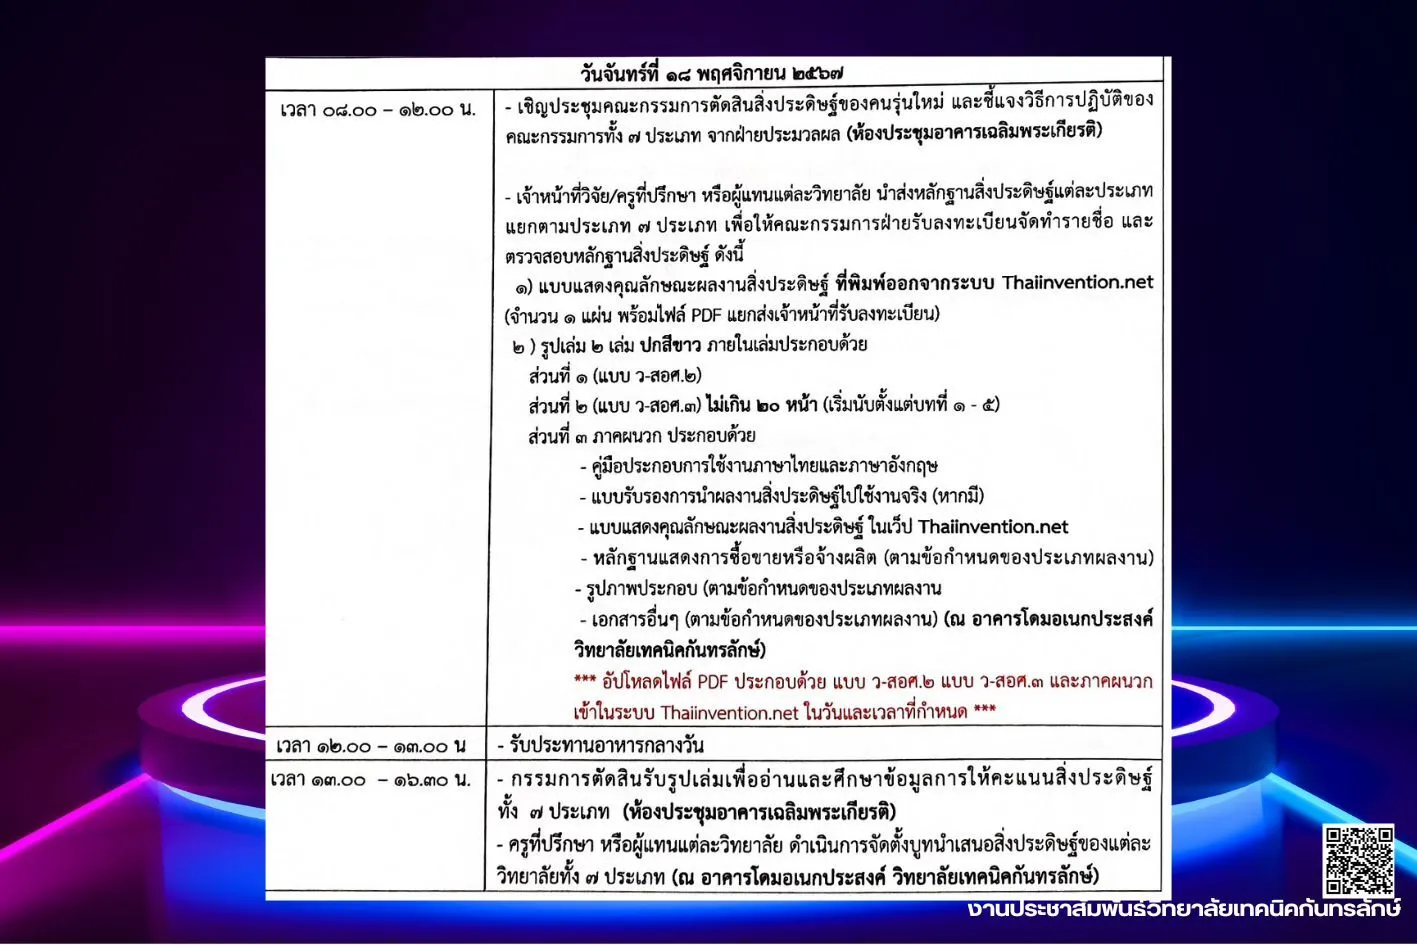 วันจันทร์ที่ ๑๘ พฤศจิกายน ๒๕๖๗
เวลา ๐๘.๐๐ – ๑๒.๐๐ น.
- เชิญประชุมคณะกรรมการตัดสินสิ่งประดิษฐ์ของคนรุ่นใหม่ และชี้แจงวิธีการปฏิบัติของ
คณะกรรมการทั้ง ๗ ประเภท จากฝ่ายประมวลผล (ห้องประชุมอาคารเฉลิมพระเกียรติ)
- เจ้าหน้าที่วิจัย/ครูที่ปรึกษา หรือผู้แทนแต่ละวิทยาลัย นำส่งหลักฐานสิ่งประดิษฐ์แต่ละประเภท
แยกตามประเภท ๗ ประเภท เพื่อให้คณะกรรมการฝ่ายรับลงทะเบียนจัดทำรายชื่อ และ
ตรวจสอบหลักฐานสิ่งประดิษฐ์ ดังนี้
๑) แบบแสดงคุณลักษณะผลงานสิ่งประดิษฐ์ ที่พิมพ์ออกจากระบบ Thaiinvention.net
(จำนวน ๑ แผ่น พร้อมไฟล์ PDF แยกส่งเจ้าหน้าที่รับลงทะเบียน)
๒ ) รูปเล่ม ๒ เล่ม ปกสีขาว ภายในเล่มประกอบด้วย
ส่วนที่ ๑ (แบบ ว-สอศ.๒)
ส่วนที่ ๒ (แบบ ว-สอศ.๓) ไม่เกิน ๒๐ หน้า (เริ่มนับตั้งแต่บทที่ ๑ - ๕)
ส่วนที่ ๓ ภาคผนวก ประกอบด้วย
- คู่มือประกอบการใช้งานภาษาไทยและภาษาอังกฤษ
- แบบรับรองการนำผลงานสิ่งประดิษฐ์ไปใช้งานจริง (หากมี)
- แบบแสดงคุณลักษณะผลงานสิ่งประดิษฐ์ ในเว็ป Thaiinvention.net
- หลักฐานแสดงการซื้อขายหรือจ้างผลิต (ตามข้อกำหนดของประเภทผลงาน)
- รูปภาพประกอบ (ตามข้อกำหนดของประเภทผลงาน
- เอกสารอื่นๆ (ตามข้อกำหนดของประเภทผลงาน) (ณ อาคารโดมอเนกประสงค์
วิทยาลัยเทคนิคกันทรลักษ์)
*** อัปโหลดไฟล์ PDF ประกอบด้วย แบบ ว-สอศ.๒ แบบ ว-สอศ.๓ และภาคผนวก
เข้าในระบบ Thaiinvention.net ในวันและเวลาที่กำหนด ***
เวลา ๑๒.๐๐ – ๑๓.๐๐ น
- รับประทานอาหารกลางวัน
เวลา ๑๓.๐๐ – ๑๖.๓๐ น.
- กรรมการตัดสินรับรูปเล่มเพื่ออ่านและศึกษาข้อมูลการให้คะแนนสิ่งประดิษฐ์
ทั้ง ๗ ประเภท (ห้องประชุมอาคารเฉลิมพระเกียรติ)
- ครูที่ปรึกษา หรือผู้แทนแต่ละวิทยาลัย ดำเนินการจัดตั้งบูทนำเสนอสิ่งประดิษฐ์ของแต่ละ
วิทยาลัยทั้ง ๗ ประเภท (ณ อาคารโดมอเนกประสงค์ วิทยาลัยเทคนิคกันทรลักษ์)
งานประชาสัมพันธ์วิทยาลัยเทคนิคกันทรลักษ์